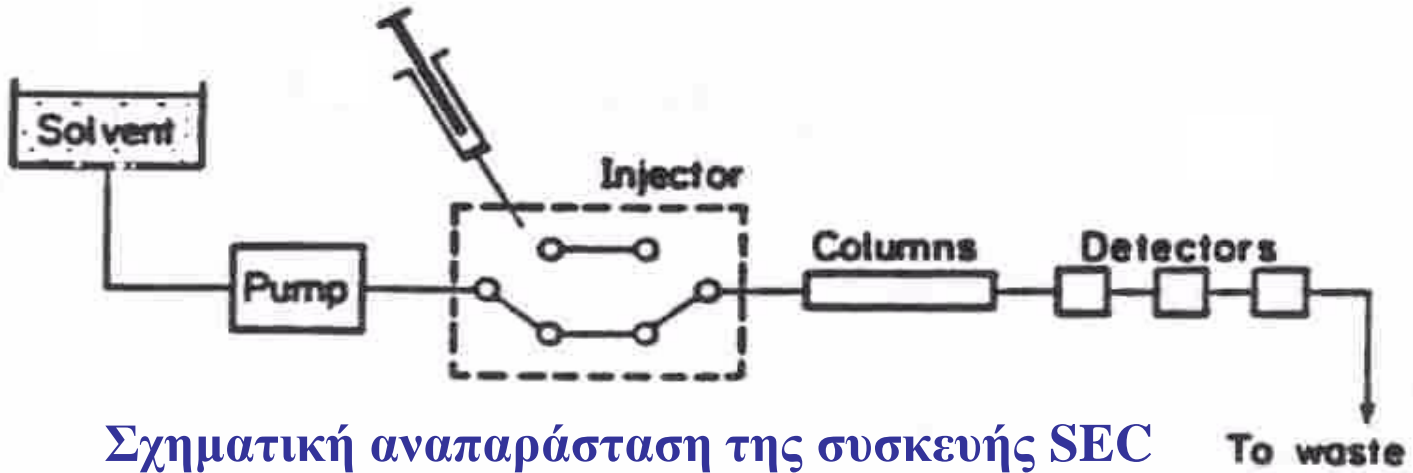 Solvent
Injector
Pump
Columns
Detectors
Σχηματική αναπαράσταση της συσκευής SEC
To waste